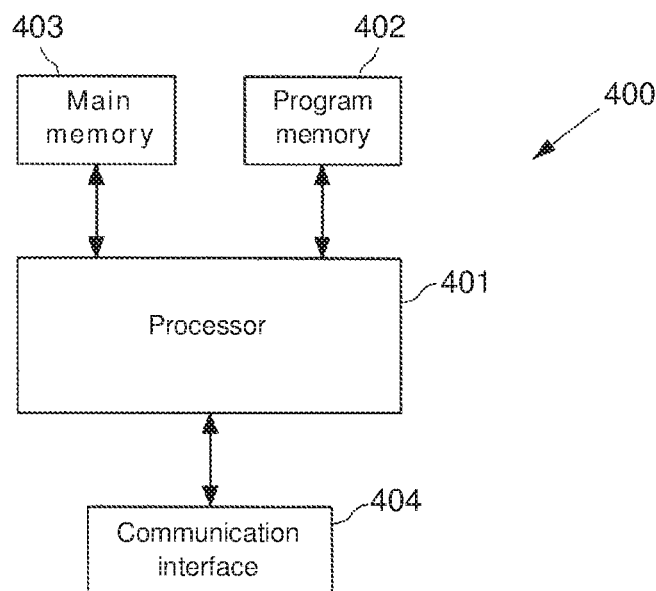 403
402
Main
memory
Program
memory
400
401
Processor
404
Communication
interface